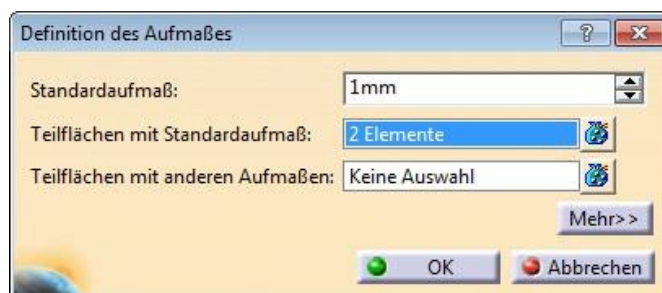 Definition des Aufmaßes
Standardaufmaß: 1mm
Teilflächen mit Standardaufmaß: 2 Elemente
Teilflächen mit anderen Aufmaßen: Keine Auswahl
Mehr>>
OK Abbrechen